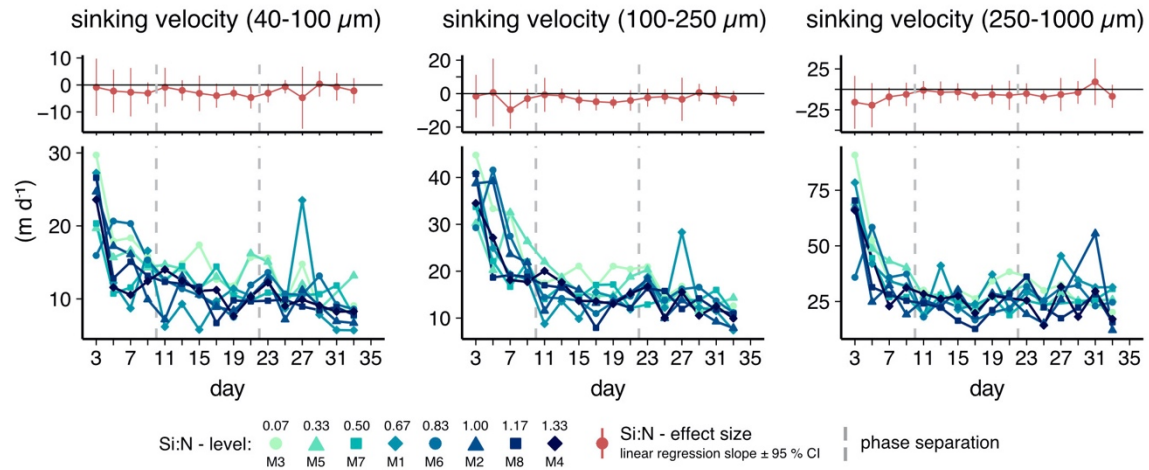 sinking velocity (40-100 µm)
sinking velocity (100-250 µm)
sinking velocity (250-1000 µm)
10
0
−10
20
0
−20
25
−25
30
20
10
40
30
20
10
75
50
25
(m d⁻¹)
3 7 11 15 19 23 27 31 35
3 7 11 15 19 23 27 31 35
3 7 11 15 19 23 27 31 35
day
day
day
0.07 0.33 0.50 0.67 0.83 1.00 1.17 1.33
Si:N - level:
M3 M5 M7 M1 M6 M2 M8 M4
Si:N - effect size
linear regression slope ± 95 % CI
phase separation